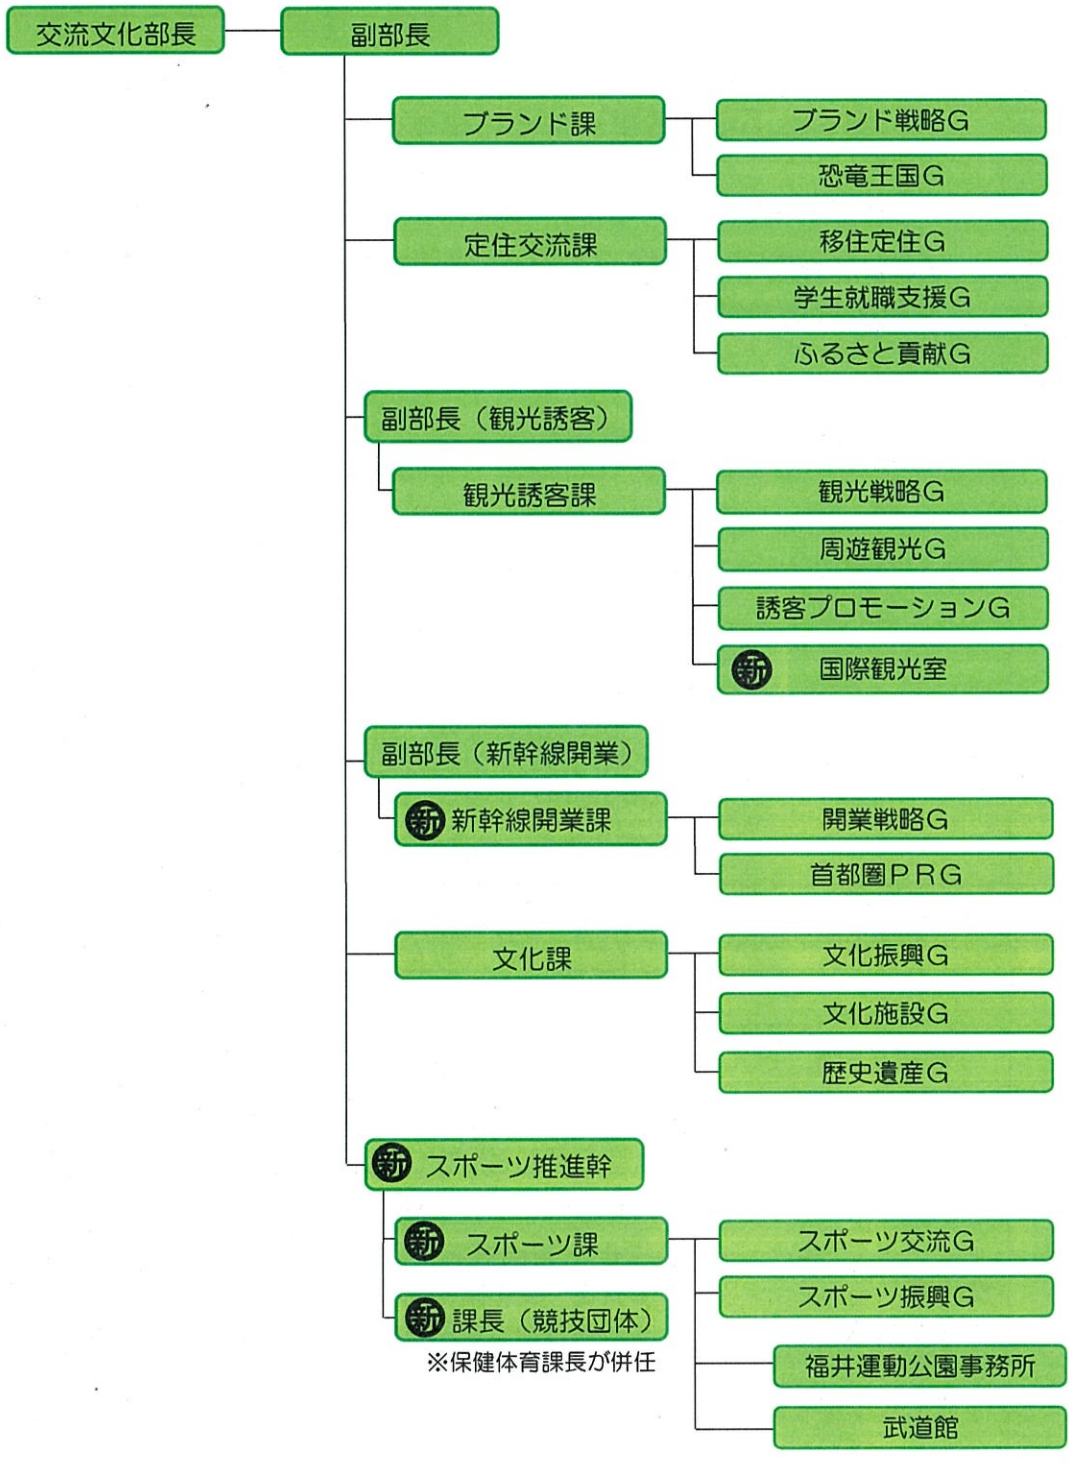 交流文化部長 副部長
ブランド課 ブランド戦略G
恐竜王国G
定住交流課 移住定住G
学生就職支援G
ふるさと貢献G
副部長（観光誘客）
観光誘客課 観光戦略G
周遊観光G
誘客プロモーションG
新 国際観光室
副部長（新幹線開業）
新 新幹線開業課 開業戦略G
首都圏PRG
文化課 文化振興G
文化施設G
歴史遺産G
新 スポーツ推進幹
新 スポーツ課 スポーツ交流G
スポーツ振興G
新 課長（競技団体）
※保健体育課長が併任
福井運動公園事務所
武道館